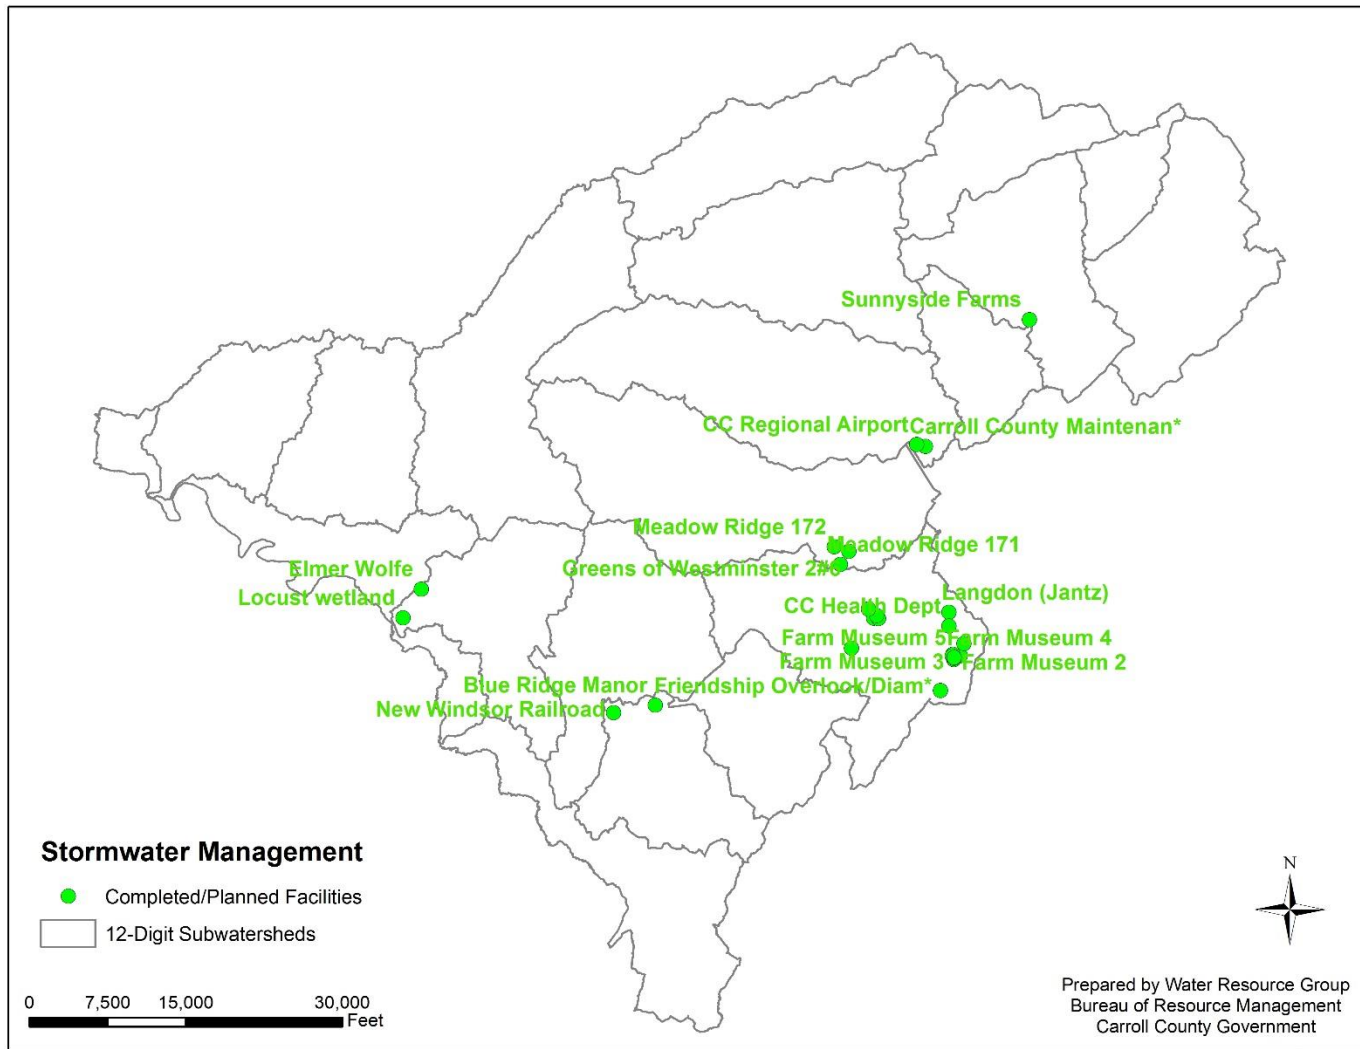 Sunnyside Farms
CC Regional Airport
Carroll County Maintenan*
Meadow Ridge 172
Meadow Ridge 171
Greens of Westminster 2#6
Elmer Wolfe
Locust wetland
CC Health Dept
Langdon (Jantz)
Farm Museum 5
Farm Museum 4
Farm Museum 3
Farm Museum 2
Blue Ridge Manor
Friendship Overlook/Diam*
New Windsor Railroad
Stormwater Management
Completed/Planned Facilities
12-Digit Subwatersheds
0 7,500 15,000 30,000
Feet
N
Prepared by Water Resource Group
Bureau of Resource Management
Carroll County Government